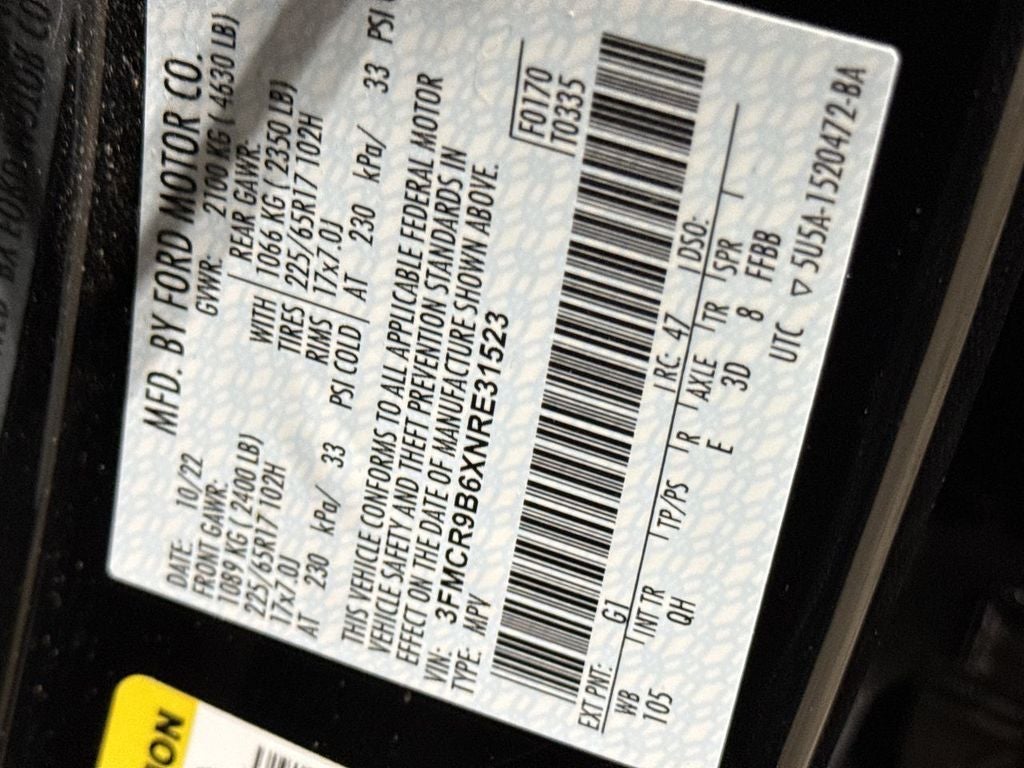 MFD. BY FORD MOTOR CO.
DATE: 10/22 GVWR: 2100 KG ( 4630 LB)
FRONT GAWR: REAR GAWR:
1089 KG ( 2400 LB) WITH 1066 KG ( 2350 LB)
225/65R17 102H TIRES 225/65R17 102H
17x7.0J RIMS 17x7.0J
AT 230 kPa/ 33 PSI COLD AT 230 kPa/ 33 PSI
THIS VEHICLE CONFORMS TO ALL APPLICABLE FEDERAL MOTOR
VEHICLE SAFETY AND THEFT PREVENTION STANDARDS IN
EFFECT ON THE DATE OF MANUFACTURE SHOWN ABOVE.
VIN: 3FMCR9B6XNRE31523
TYPE: MPV
F0170
T0335
EXT PNT: G1 RC: 47 DSO:
WB INT TR TP/PS R AXLE TR SPR
105 QH E 3D 8 FFBB
UTC ▽ 5U5A-1520472-BA
ION